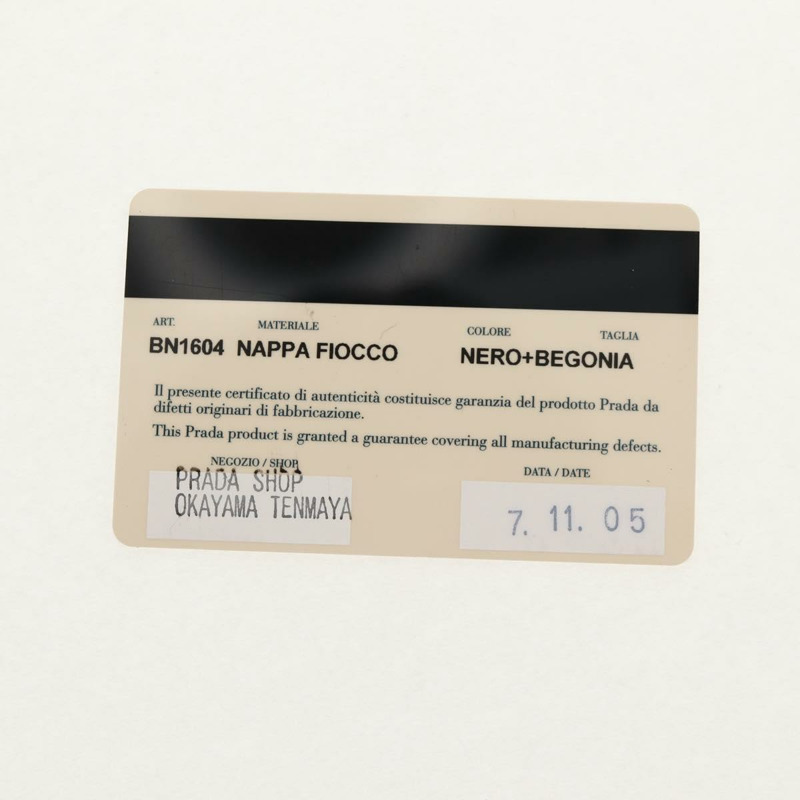 ART. MATERIALE COLORE TAGLIA
BN1604 NAPPA FIOCCO NERO+BEGONIA
Il presente certificato di autenticità costituisce garanzia del prodotto Prada da
difetti originari di fabbricazione.
This Prada product is granted a guarantee covering all manufacturing defects.
NEGOZIO / SHOP DATA / DATE
PRADA SHOP
OKAYAMA TENMAYA
7. 11. 05